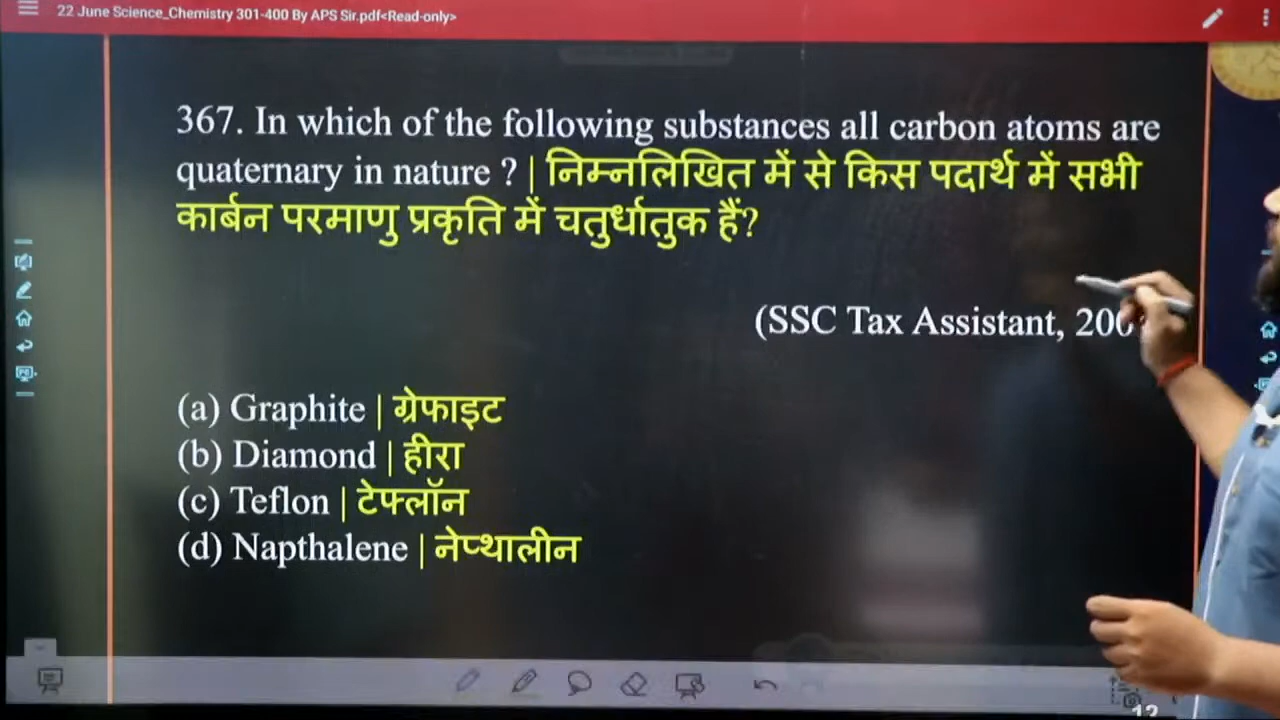 22 June Science_Chemistry 301-400 By APS Sir.pdf<Read-only>
367. In which of the following substances all carbon atoms are
quaternary in nature ? | निम्नलिखित में से किस पदार्थ में सभी
कार्बन परमाणु प्रकृति में चतुर्धातुक हैं?
(SSC Tax Assistant, 200
(a) Graphite | ग्रेफाइट
(b) Diamond | हीरा
(c) Teflon | टेफ्लॉन
(d) Napthalene | नेप्थालीन
12